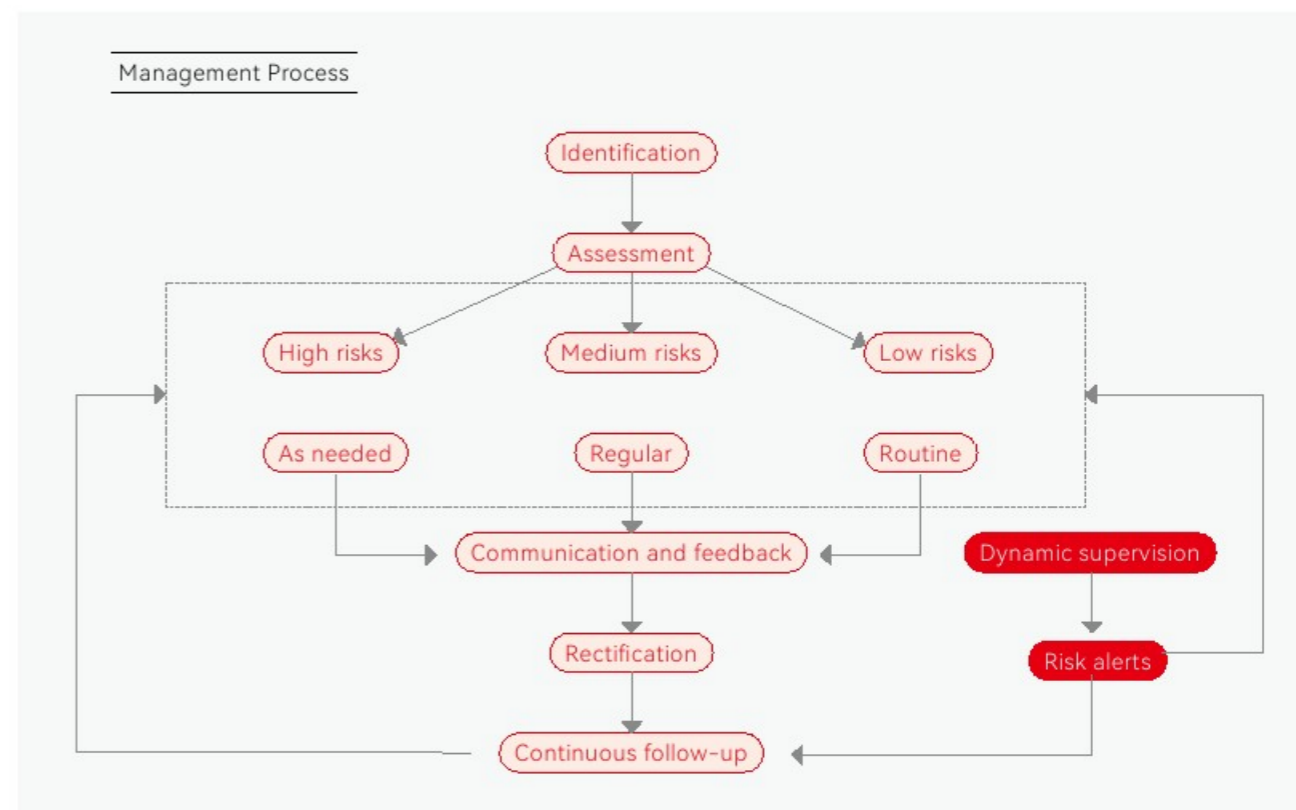 Management Process
Identification
Assessment
High risks
Medium risks
Low risks
As needed
Regular
Routine
Communication and feedback
Dynamic supervision
Rectification
Risk alerts
Continuous follow-up